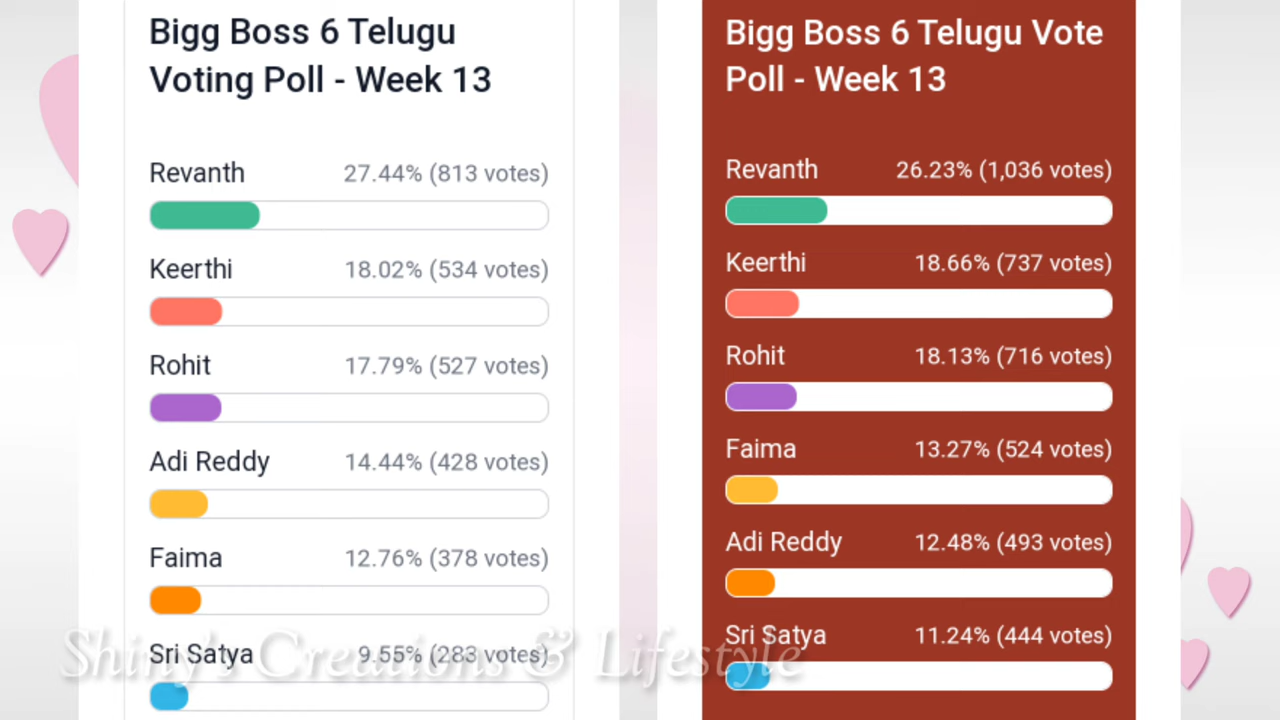 Bigg Boss 6 Telugu
Voting Poll - Week 13
Revanth 27.44% (813 votes)
Keerthi 18.02% (534 votes)
Rohit 17.79% (527 votes)
Adi Reddy 14.44% (428 votes)
Faima 12.76% (378 votes)
Sri Satya 9.55% (283 votes)
Bigg Boss 6 Telugu Vote
Poll - Week 13
Revanth 26.23% (1,036 votes)
Keerthi 18.66% (737 votes)
Rohit 18.13% (716 votes)
Faima 13.27% (524 votes)
Adi Reddy 12.48% (493 votes)
Sri Satya 11.24% (444 votes)
Shiny's Creations & Lifestyle